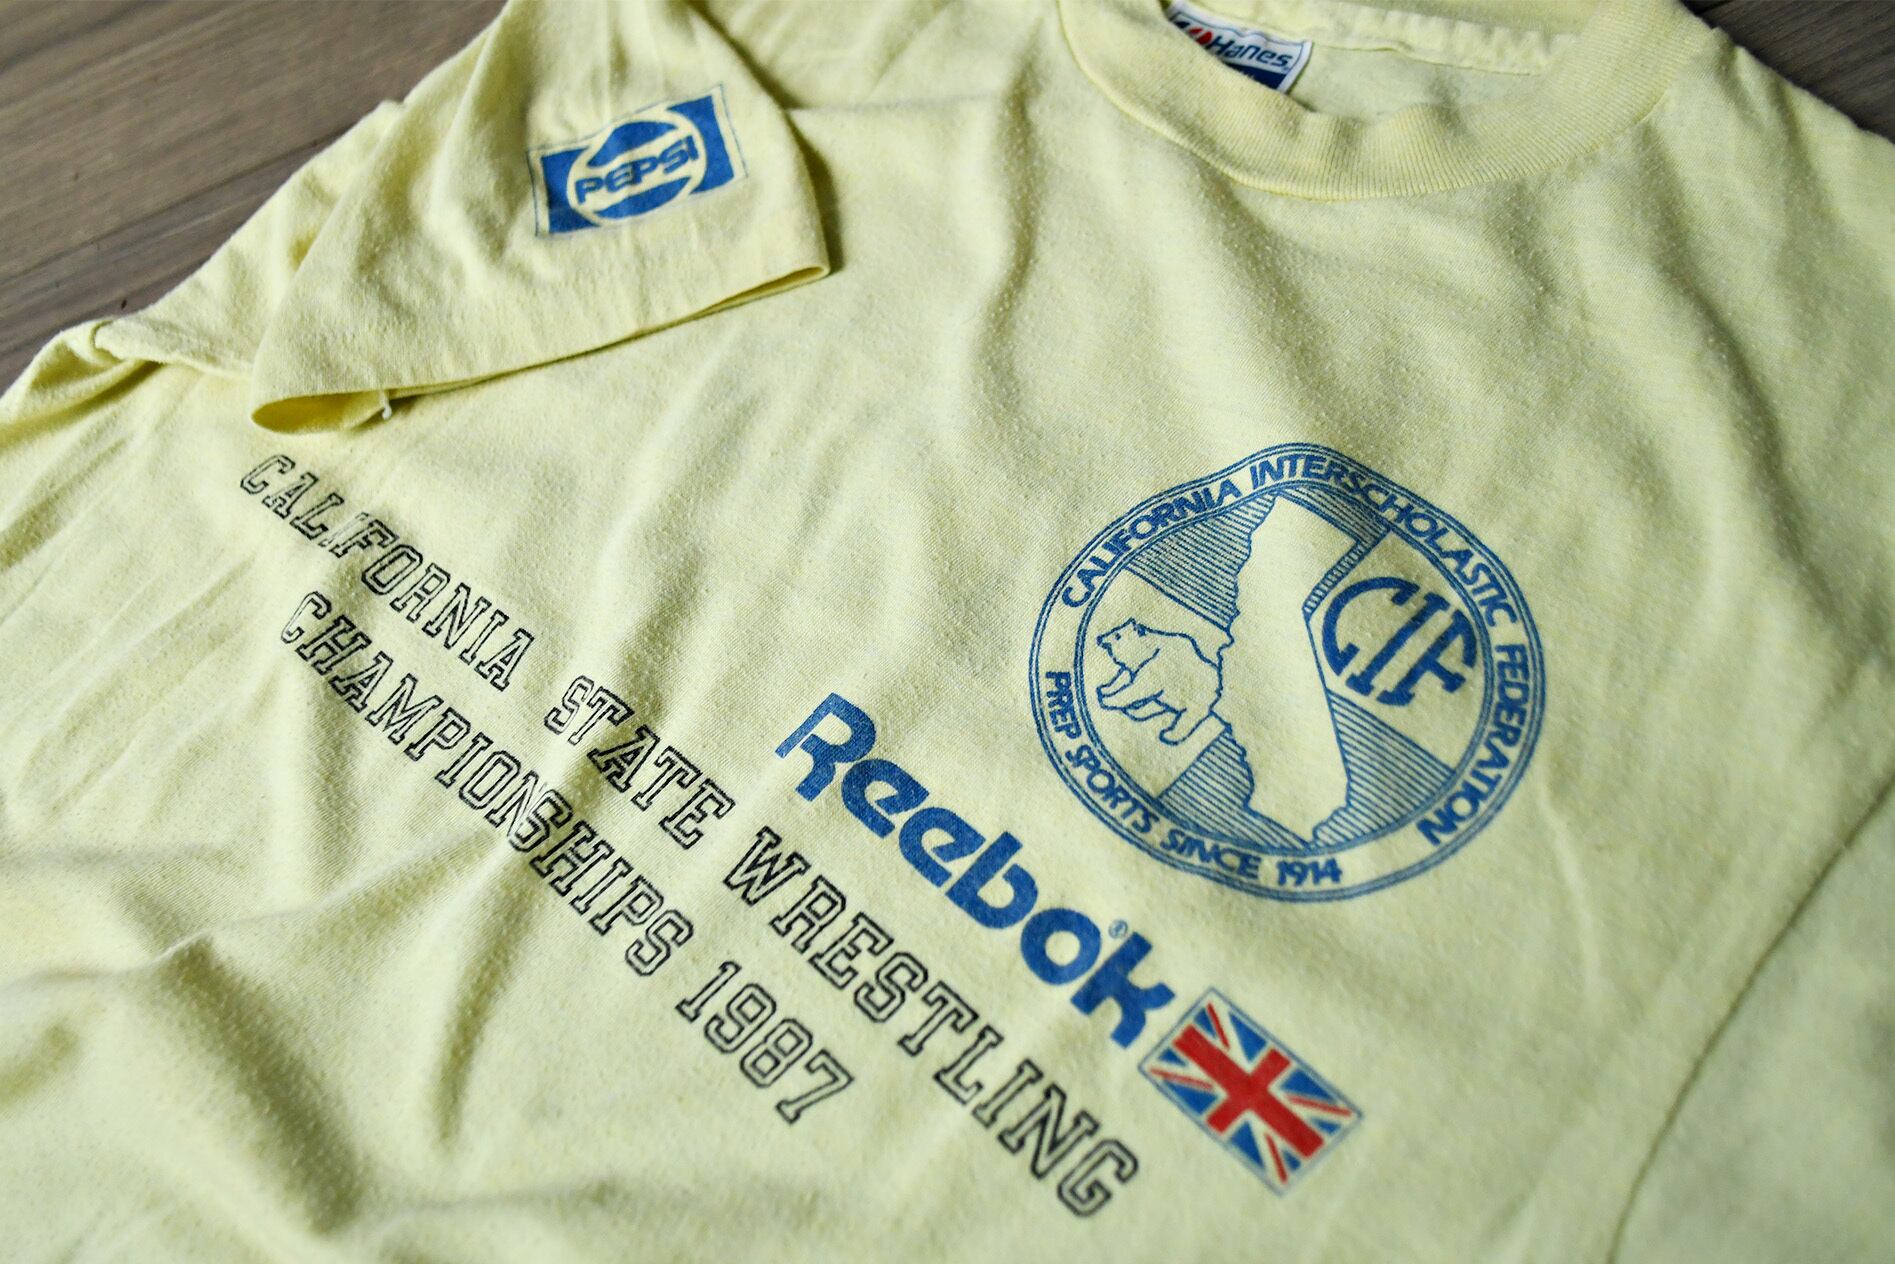 Hanes
PEPSI
CALIFORNIA INTERSCHOLASTIC FEDERATION
CIF
PREP SPORTS SINCE 1914
Reebok®
CALIFORNIA STATE WRESTLING
CHAMPIONSHIPS 1987